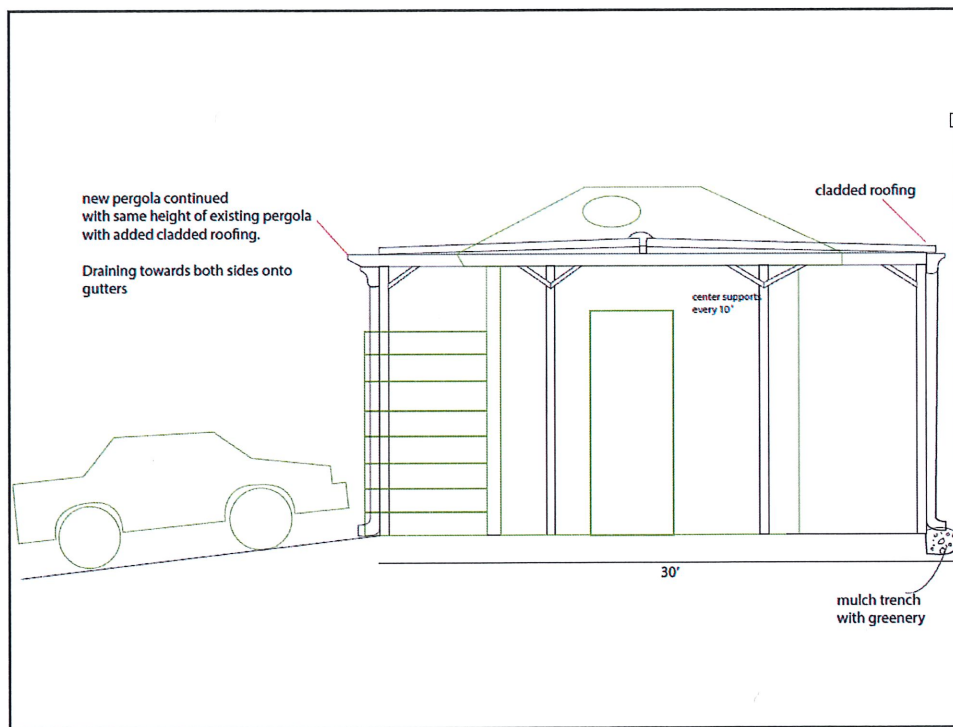 new pergola continued
with same height of existing pergola
with added cladded roofing.
Draining towards both sides onto
gutters
cladded roofing
center supports
every 10'
30'
mulch trench
with greenery